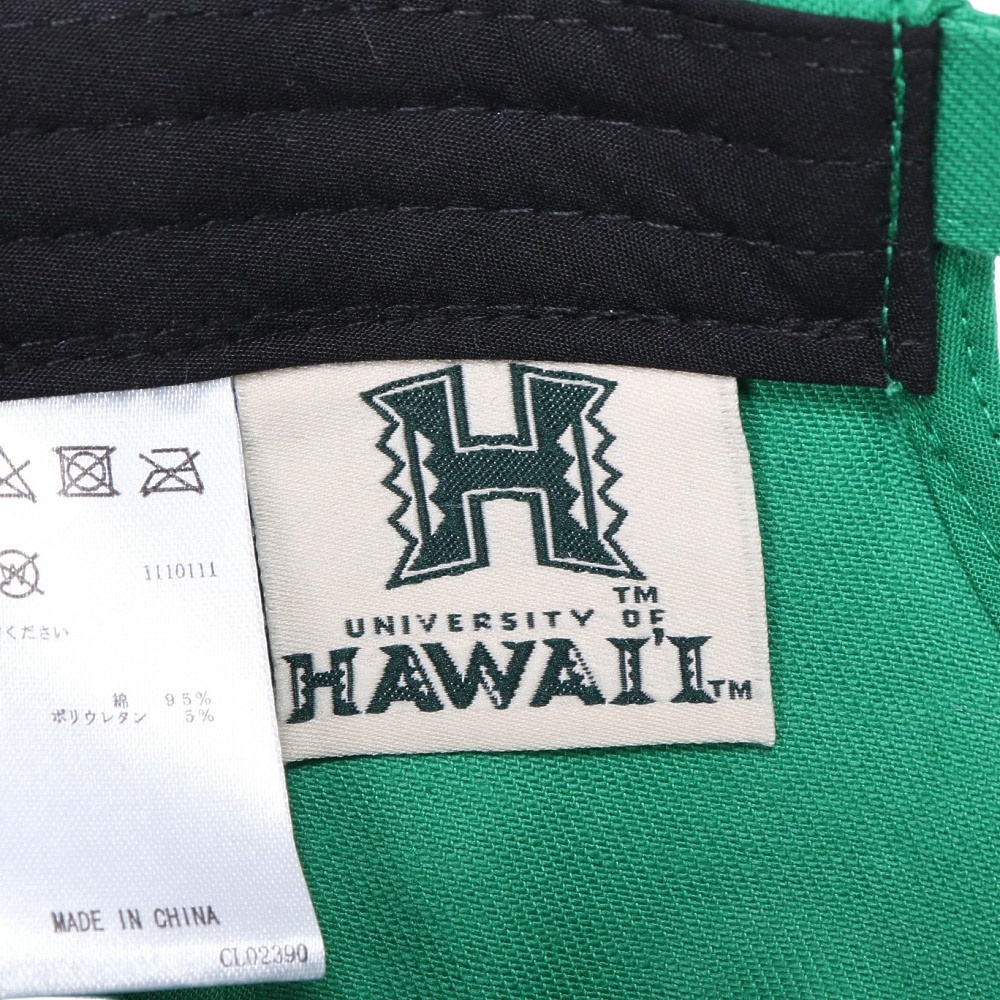 1110111
ください
綿 95%
ポリウレタン 5%
MADE IN CHINA
CL02390
H
TM
UNIVERSITY OF
HAWAI'I TM